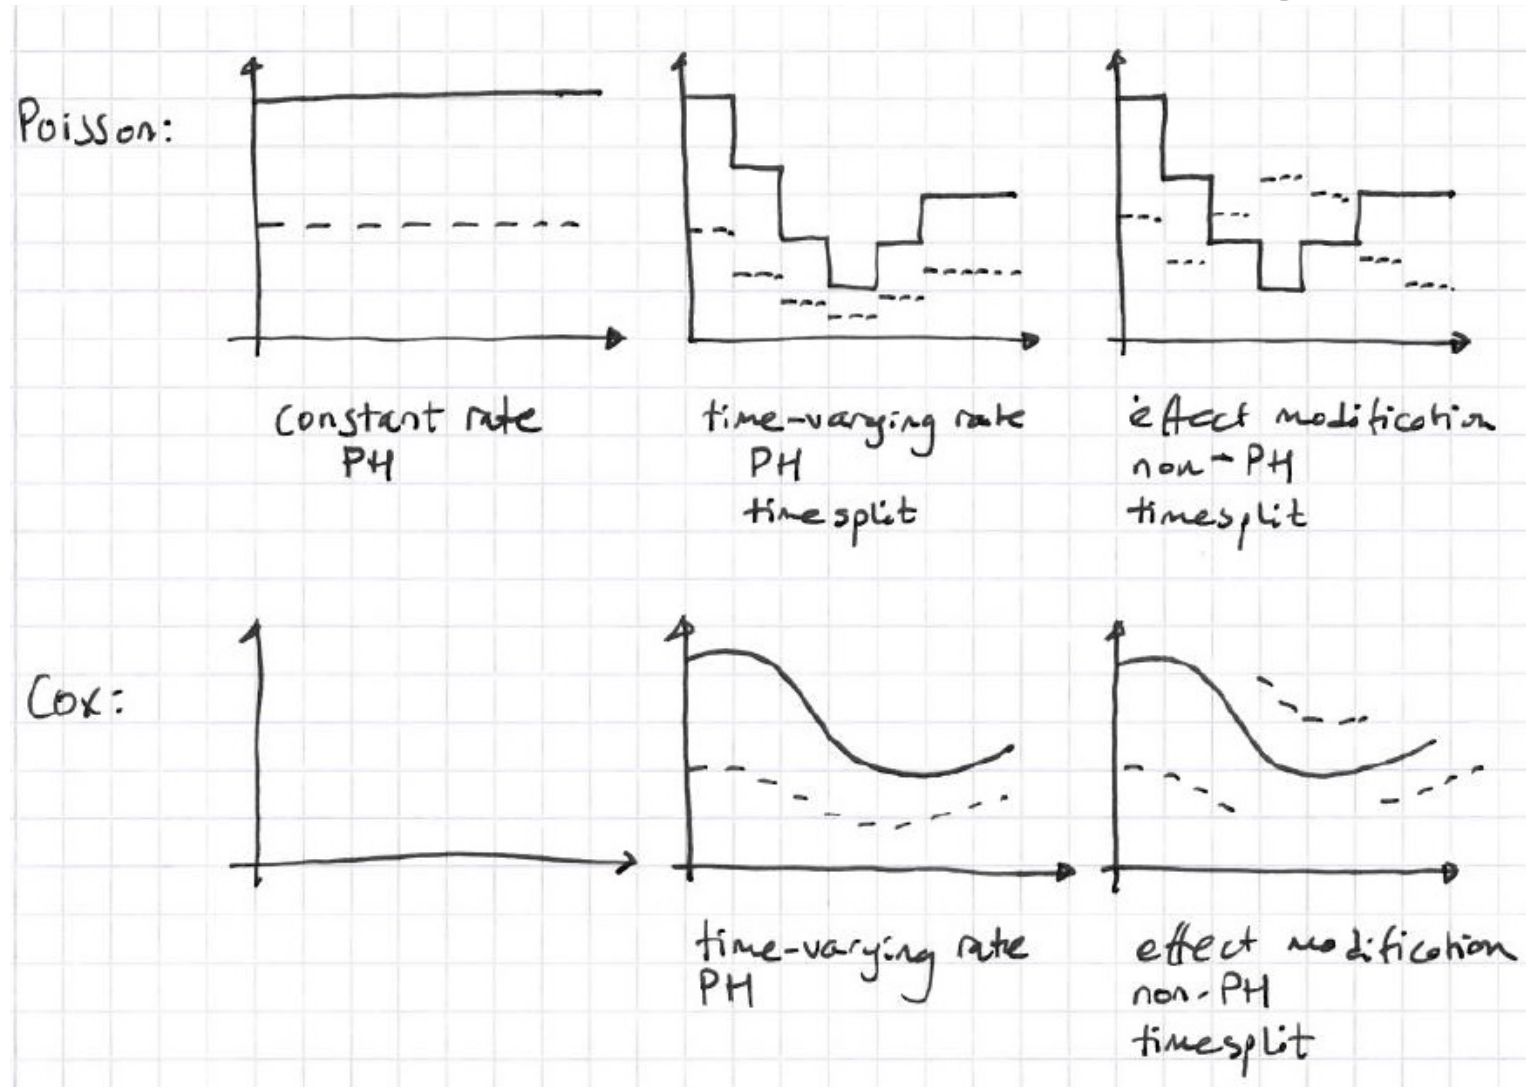 Poisson:
constant rate
PH
time-varying rate
PH
timesplit
effect modification
non-PH
timesplit
Cox:
time-varying rate
PH
effect modification
non-PH
timesplit